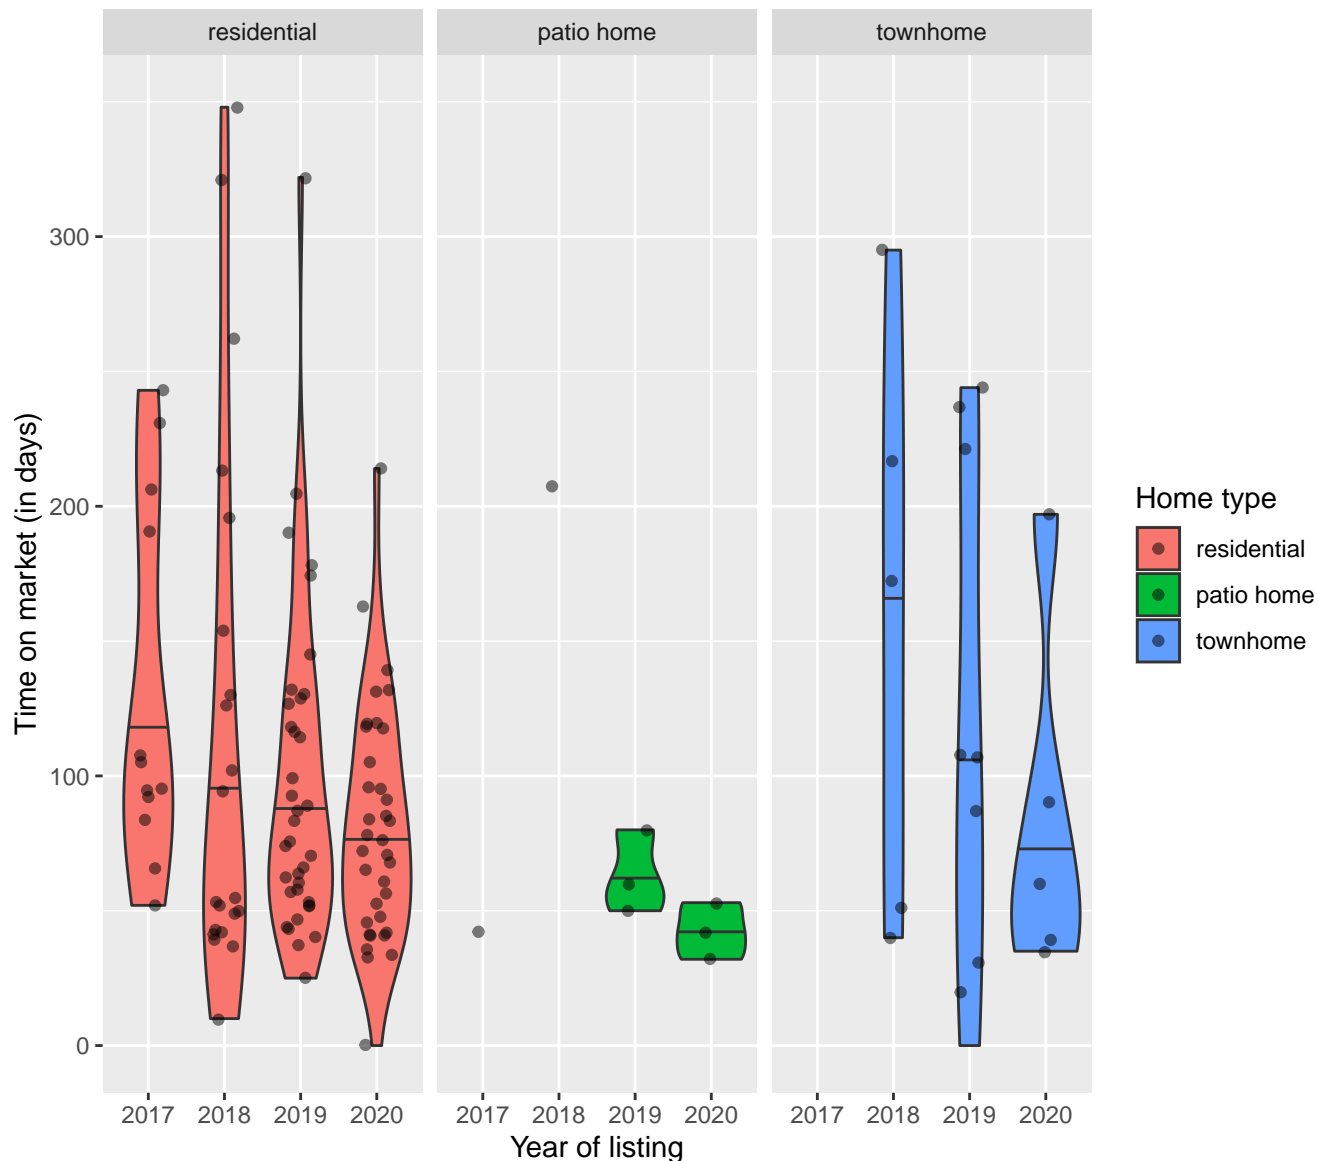 residential patio home townhome
300
200
100
0
Time on market (in days)
2017 2018 2019 2020 2017 2018 2019 2020 2017 2018 2019 2020
Year of listing
Home type
residential
patio home
townhome